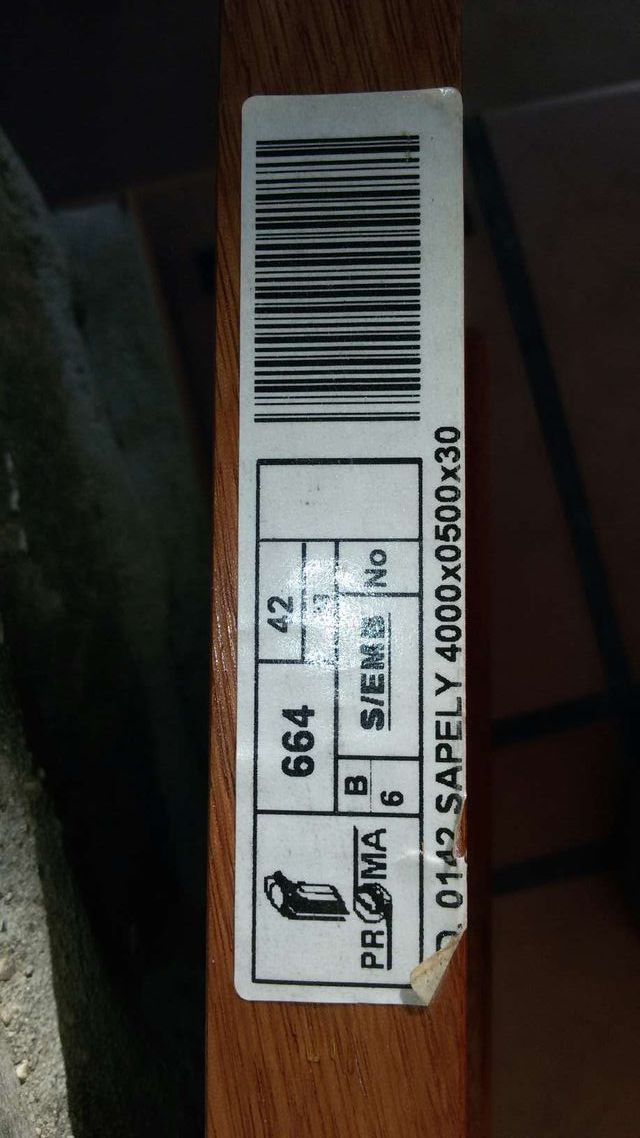 PROMA
664
42
B
6
S/EMB
No
0142 SAPELY 4000x0500x30